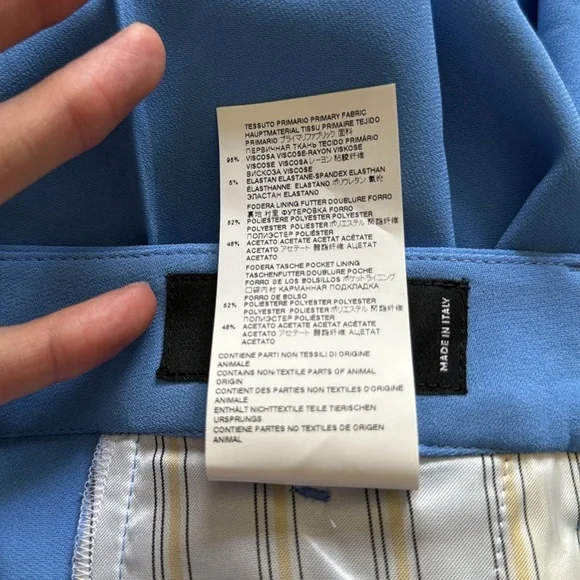 TESSUTO PRIMARIO PRIMARY FABRIC
HAUPTMATERIAL TISSU PRIMAIRE TEJIDO
PRIMARIO プライマリファブリック 面料
ПЕРВИЧНАЯ ТКАНЬ TECIDO PRIMÁRIO
95% VISCOSA VISCOSE-RAYON VISKOSE
VISCOSE VISCOSA レーヨン 粘胶纤维
ВИСКОЗА VISCOSE
5% ELASTAN ELASTANE-SPANDEX ELASTHAN
ELASTHANNE ELASTANO ポリウレタン 氨纶
ЭЛАСТАН ELASTANO
FODERA LINING FUTTER DOUBLURE FORRO
裏地 衬里 ФУТЕРОВКА FORRO
52% POLIESTERE POLYESTER POLYESTER
POLYESTER POLIÉSTER ポリエステル 聚酯纤维
ПОЛИЭСТЕР POLIÉSTER
48% ACETATO ACETATE ACETAT ACÉTATE
ACETATO アセテート 醋酯纤维 АЦЕТАТ
ACETATO
FODERA TASCHE POCKET LINING
TASCHENFUTTER DOUBLURE POCHE
FORRO DE LOS BOLSILLOS ポケットライニング
口袋内衬 КАРМАННАЯ ПОДКЛАДКА
FORRO DE BOLSO
52% POLIESTERE POLYESTER POLYESTER
POLYESTER POLIÉSTER ポリエステル 聚酯纤维
ПОЛИЭСТЕР POLIÉSTER
48% ACETATO ACETATE ACETAT ACÉTATE
ACETATO アセテート 醋酯纤维 АЦЕТАТ
ACETATO
CONTIENE PARTI NON TESSILI DI ORIGINE
ANIMALE
CONTAINS NON-TEXTILE PARTS OF ANIMAL
ORIGIN
CONTIENT DES PARTIES NON TEXTILES D'ORIGINE
ANIMALE
ENTHÄLT NICHTTEXTILE TEILE TIERISCHEN
URSPRUNGS
CONTIENE PARTES NO TEXTILES DE ORIGEN
ANIMAL
MADE IN ITALY